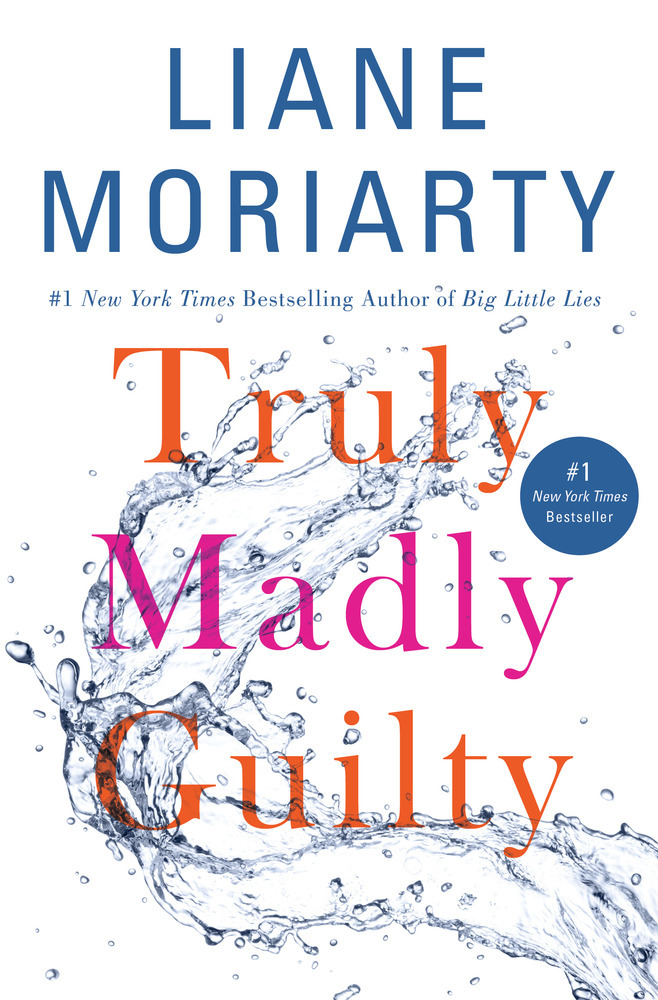 LIANE
MORIARTY
#1 New York Times Bestselling Author of Big Little Lies
Truly
#1
New York Times
Bestseller
Madly
Guilty